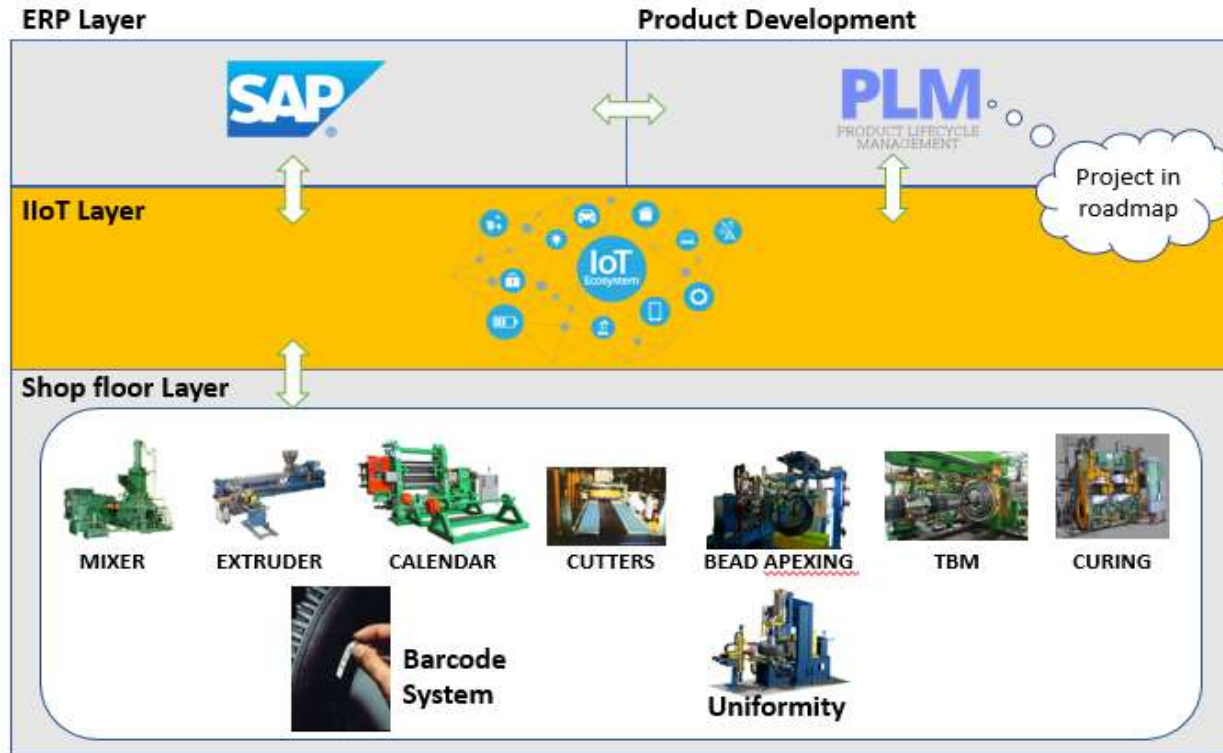 ERP Layer
Product Development
SAP
®
PLM
PRODUCT LIFECYCLE
MANAGEMENT
Project in
roadmap
IIoT Layer
IoT
Ecosystem
Shop floor Layer
MIXER
EXTRUDER
CALENDAR
CUTTERS
BEAD APEXING
TBM
CURING
Barcode
System
Uniformity